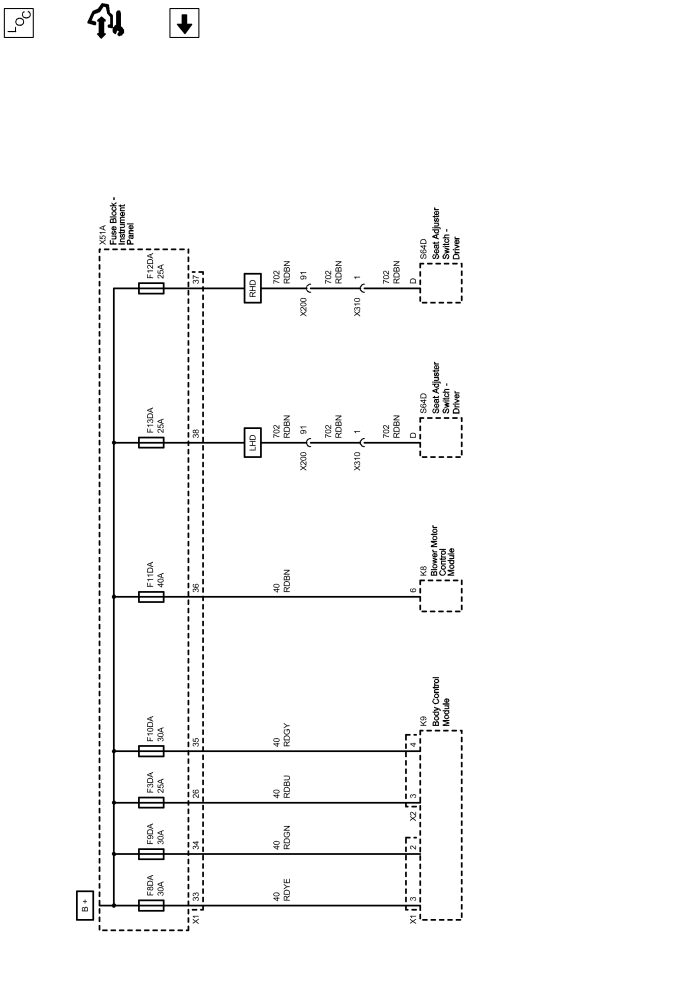 LOC
B +
X51A
Fuse Block -
Instrument
Panel
F8DA
30A
F9DA
30A
F3DA
25A
F10DA
30A
F11DA
40A
F13DA
25A
F12DA
25A
X1
33
34
26
35
36
38
37
LHD
RHD
40
RDYE
40
RDGN
40
RDBU
40
RDGY
40
RDBN
702
RDBN
91
X200
702
RDBN
1
X310
702
RDBN
D
702
RDBN
91
X200
702
RDBN
1
X310
702
RDBN
D
X1
3
2
X2
3
4
6
K9
Body Control
Module
K8
Blower Motor
Control
Module
S64D
Seat Adjuster
Switch -
Driver
S64D
Seat Adjuster
Switch -
Driver